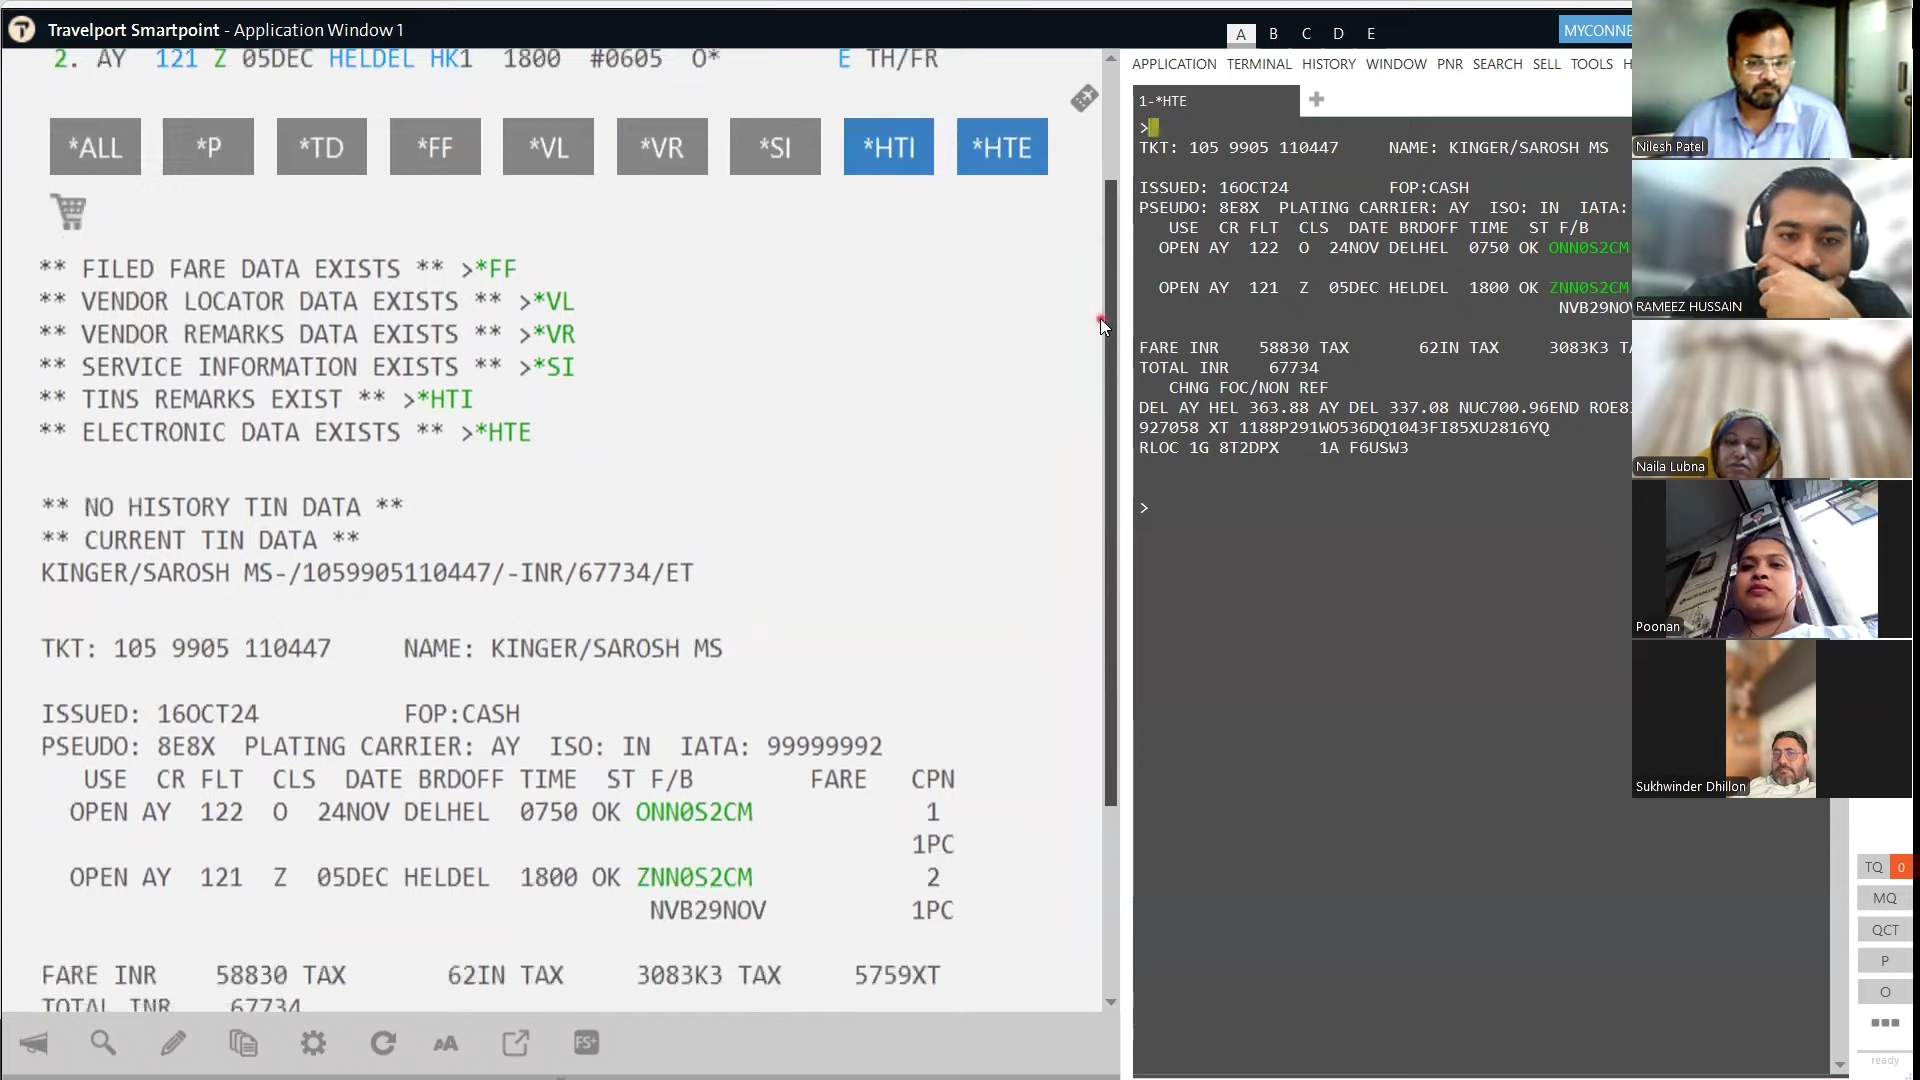 Travelport Smartpoint - Application Window 1
A B C D E
MYCONNE
2. AY 121 Z 05DEC HELDEL HK1 1800 #0605 O* E TH/FR
*ALL *P *TD *FF *VL *VR *SI *HTI *HTE
** FILED FARE DATA EXISTS ** >*FF
** VENDOR LOCATOR DATA EXISTS ** >*VL
** VENDOR REMARKS DATA EXISTS ** >*VR
** SERVICE INFORMATION EXISTS ** >*SI
** TINS REMARKS EXIST ** >*HTI
** ELECTRONIC DATA EXISTS ** >*HTE
** NO HISTORY TIN DATA **
** CURRENT TIN DATA **
KINGER/SAROSH MS-/1059905110447/-INR/67734/ET
TKT: 105 9905 110447 NAME: KINGER/SAROSH MS
ISSUED: 16OCT24 FOP:CASH
PSEUDO: 8E8X PLATING CARRIER: AY ISO: IN IATA: 99999992
USE CR FLT CLS DATE BRDOFF TIME ST F/B FARE CPN
OPEN AY 122 O 24NOV DELHEL 0750 OK ONN0S2CM 1
1PC
OPEN AY 121 Z 05DEC HELDEL 1800 OK ZNN0S2CM 2
NVB29NOV 1PC
FARE INR 58830 TAX 62IN TAX 3083K3 TAX 5759XT
TOTAL INR 67734
FS+
APPLICATION TERMINAL HISTORY WINDOW PNR SEARCH SELL TOOLS H
1-*HTE
>
TKT: 105 9905 110447 NAME: KINGER/SAROSH MS
ISSUED: 16OCT24 FOP:CASH
PSEUDO: 8E8X PLATING CARRIER: AY ISO: IN IATA:
USE CR FLT CLS DATE BRDOFF TIME ST F/B
OPEN AY 122 O 24NOV DELHEL 0750 OK ONN0S2CM
OPEN AY 121 Z 05DEC HELDEL 1800 OK ZNN0S2CM
NVB29NOV
FARE INR 58830 TAX 62IN TAX 3083K3 TA
TOTAL INR 67734
CHNG FOC/NON REF
DEL AY HEL 363.88 AY DEL 337.08 NUC700.96END ROE83
927058 XT 1188P291WO536DQ1043FI85XU2816YQ
RLOC 1G 8T2DPX 1A F6USW3
>
Nilesh Patel
RAMEEZ HUSSAIN
Naila Lubna
Poonan
Sukhwinder Dhillon
TQ 0
MQ
QCT
P
O
ready